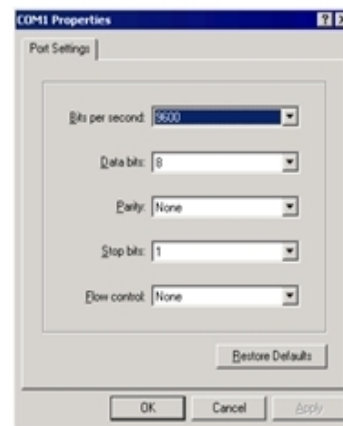 COM1 Properties
Port Settings
Bits per second: 9600
Data bits: 8
Parity: None
Stop bits: 1
Flow control: None
Restore Defaults
OK Cancel Apply